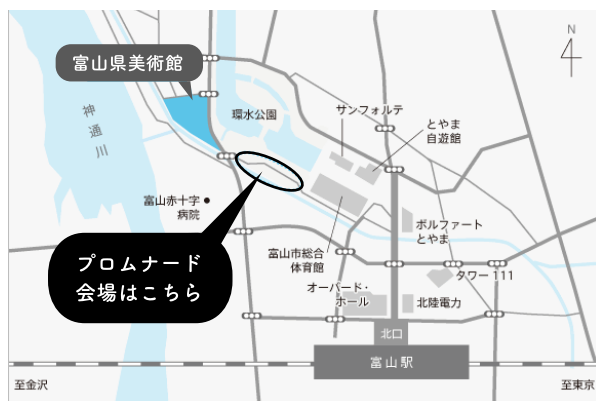 富山県美術館
N
神通川
環水公園
サンフォルテ
とやま
自遊館
富山赤十字
病院
ボルファート
とやま
プロムナード
会場はこちら
富山市総合
体育館
タワー111
オーバード・
ホール
北陸電力
北口
富山駅
至金沢
至東京